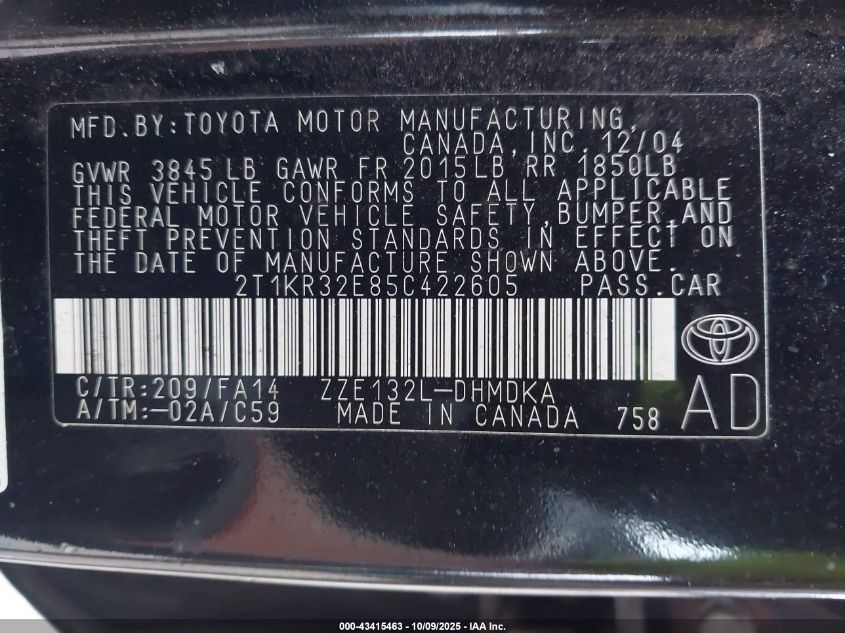 MFD.BY:TOYOTA MOTOR MANUFACTURING,
CANADA,INC. 12/04
GVWR 3845 LB GAWR FR 2015LB RR 1850LB
THIS VEHICLE CONFORMS TO ALL APPLICABLE
FEDERAL MOTOR VEHICLE SAFETY,BUMPER,AND
THEFT PREVENTION STANDARDS IN EFFECT ON
THE DATE OF MANUFACTURE SHOWN ABOVE.
2T1KR32E85C422605 PASS.CAR
C/TR:209/FA14 ZZE132L-DHMDKA
A/TM:-02A/C59 MADE IN CANADA 758 AD
000-43415463 - 10/09/2025 - IAA Inc.